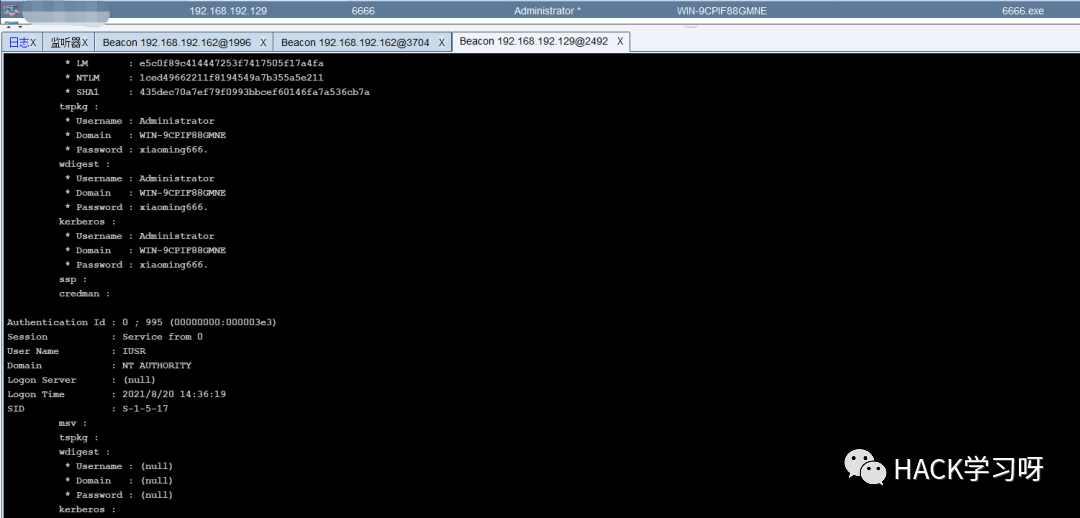 192.168.192.129 6666 Administrator * WIN-9CPIF88GMNE 6666.exe
日志X 监听器X Beacon 192.168.192.162@1996 X Beacon 192.168.192.162@3704 X Beacon 192.168.192.129@2492 X
* LM : e5c0f89c414447253f7417505f17a4fa
* NTLM : 1ced49662211f8194549a7b355a5e211
* SHA1 : 435dec70a7ef79f0993bbcef60146fa7a536cb7a
tspkg :
* Username : Administrator
* Domain : WIN-9CPIF88GMNE
* Password : xiaoming666.
wdigest :
* Username : Administrator
* Domain : WIN-9CPIF88GMNE
* Password : xiaoming666.
kerberos :
* Username : Administrator
* Domain : WIN-9CPIF88GMNE
* Password : xiaoming666.
ssp :
credman :
Authentication Id : 0 ; 995 (00000000:000003e3)
Session : Service from 0
User Name : IUSR
Domain : NT AUTHORITY
Logon Server : (null)
Logon Time : 2021/8/20 14:36:19
SID : S-1-5-17
msv :
tspkg :
wdigest :
* Username : (null)
* Domain : (null)
* Password : (null)
kerberos :
HACK学习呀